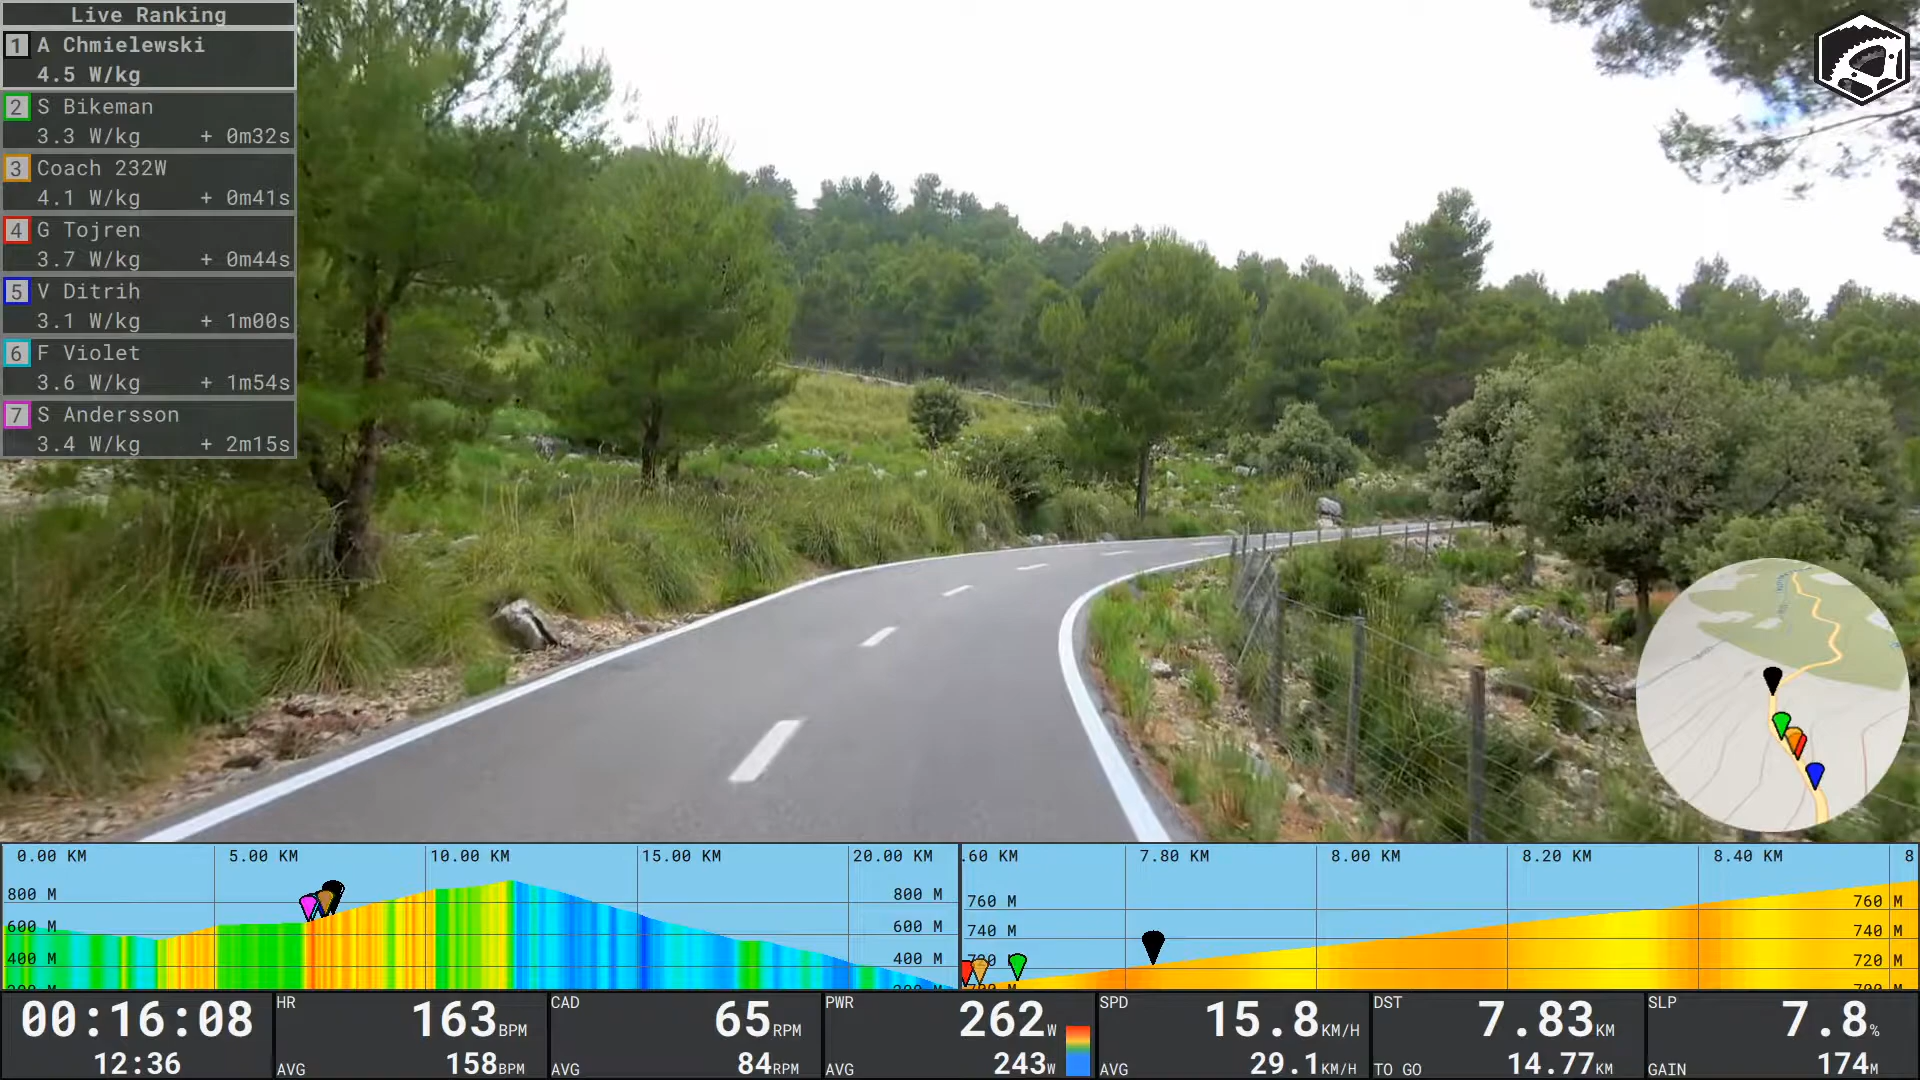 Live Ranking
1 A Chmielewski
4.5 W/kg
2 S Bikeman
3.3 W/kg + 0m32s
3 Coach 232W
4.1 W/kg + 0m41s
4 G Tojren
3.7 W/kg + 0m44s
5 V Ditrih
3.1 W/kg + 1m00s
6 F Violet
3.6 W/kg + 1m54s
7 S Andersson
3.4 W/kg + 2m15s
0.00 KM 5.00 KM 10.00 KM 15.00 KM 20.00 KM
800 M 800 M
600 M 600 M
400 M 400 M
200 M 200 M
.60 KM 7.80 KM 8.00 KM 8.20 KM 8.40 KM 8
760 M 760 M
740 M 740 M
720 M 720 M
700 M 700 M
00:16:08
12:36
HR 163 BPM
AVG 158 BPM
CAD 65 RPM
AVG 84 RPM
PWR 262 W
AVG 243 W
SPD 15.8 KM/H
AVG 29.1 KM/H
DST 7.83 KM
TO GO 14.77 KM
SLP 7.8 %
GAIN 174 M